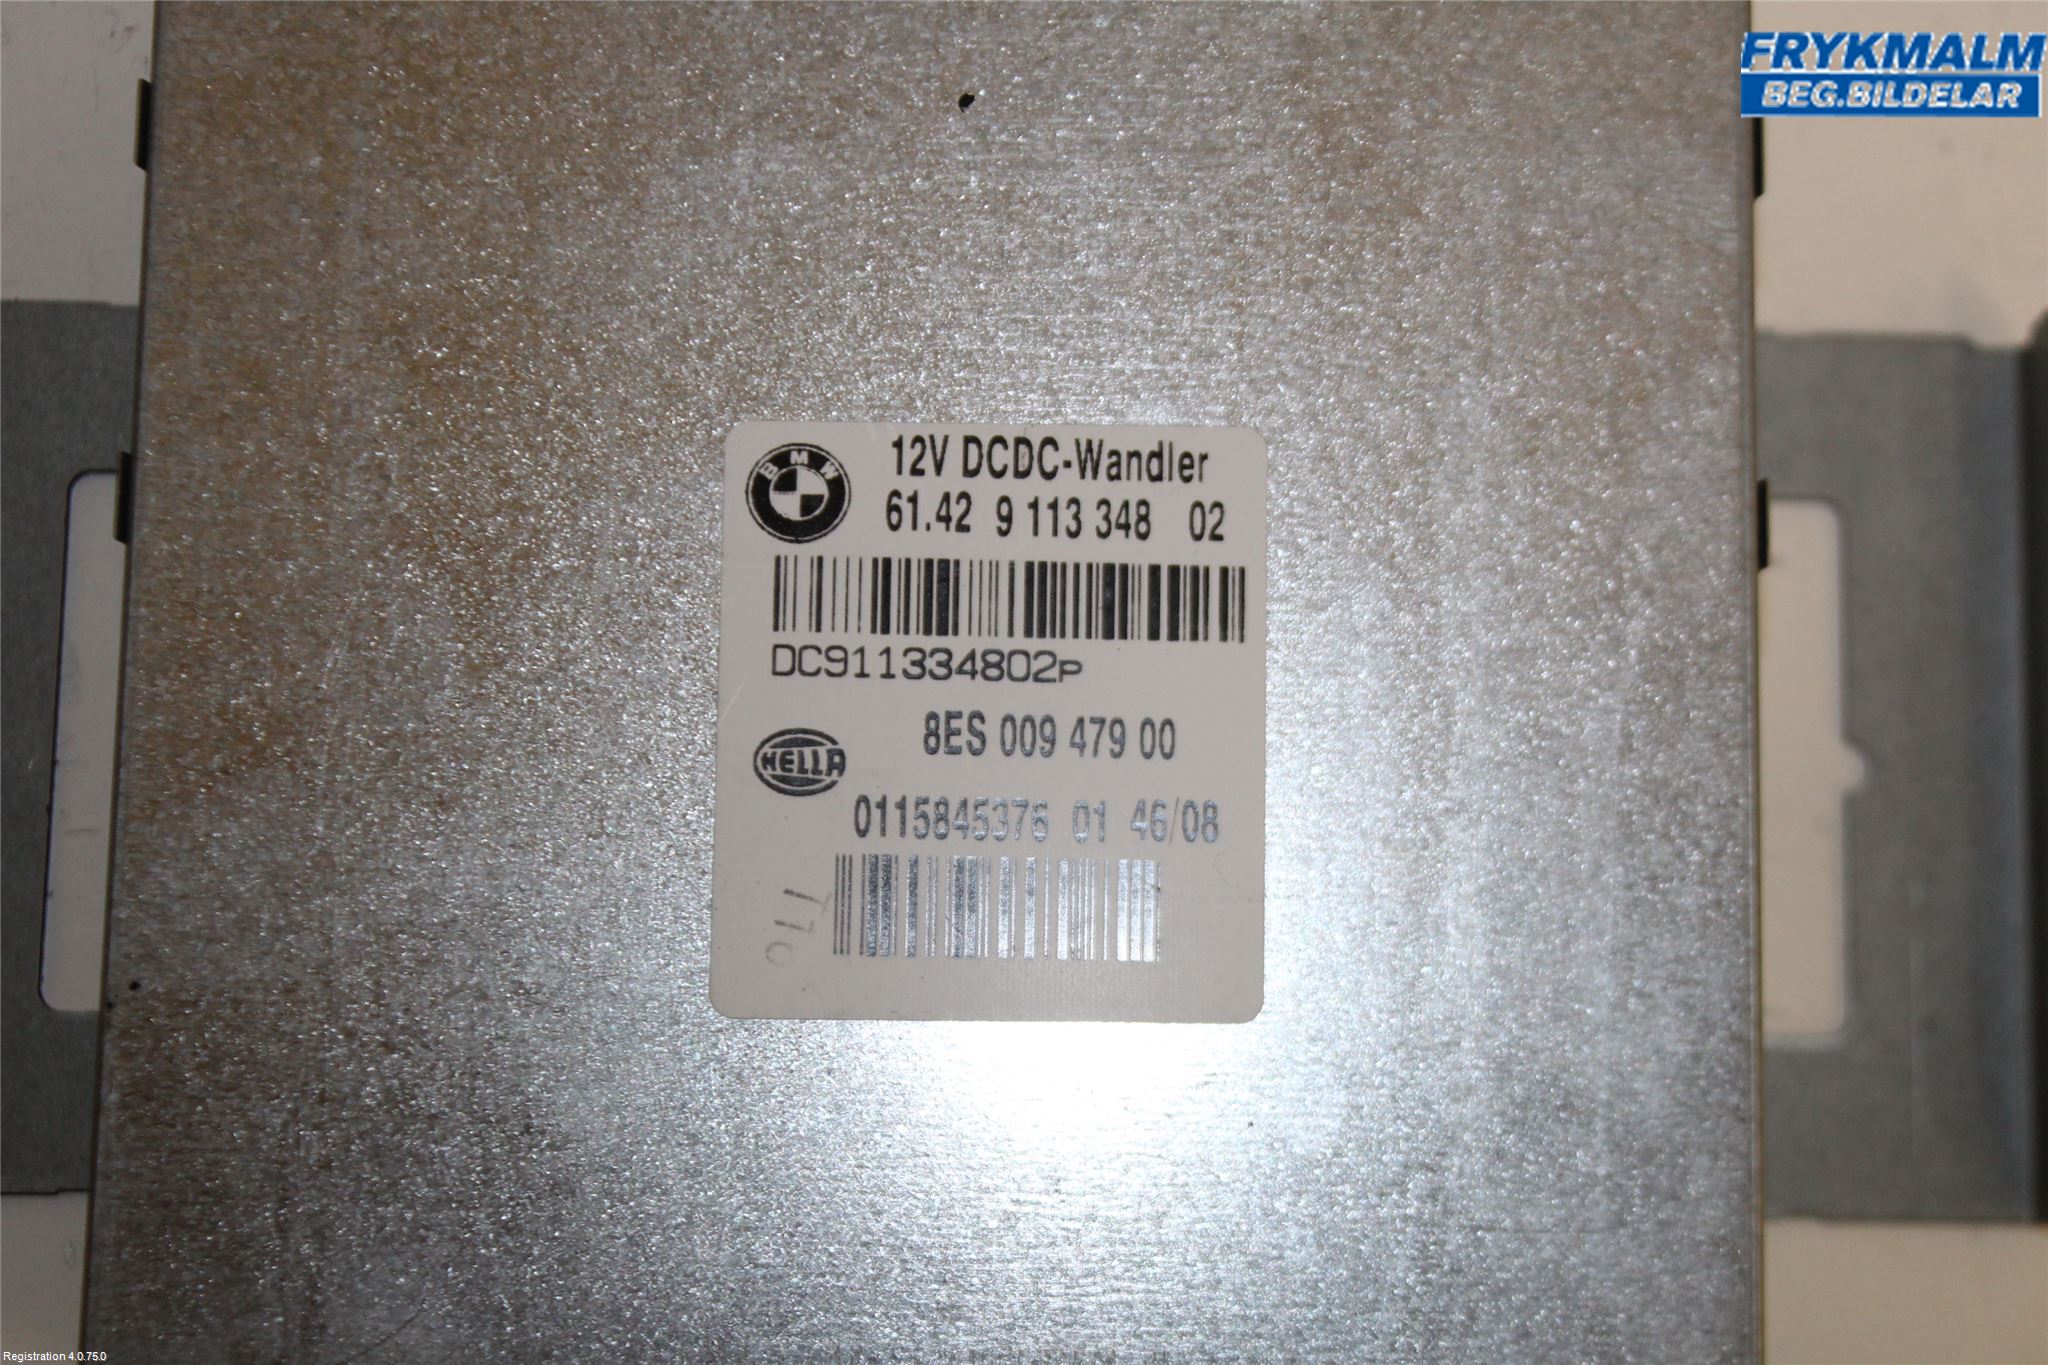 FRYKMALM
BEG.BILDELAR
BMW
12V DCDC-Wandler
61.42 9 113 348 02
DC911334802P
8ES 009 479 00
HELLA
0115845376 01 46/08
Registration 4.0.75.0